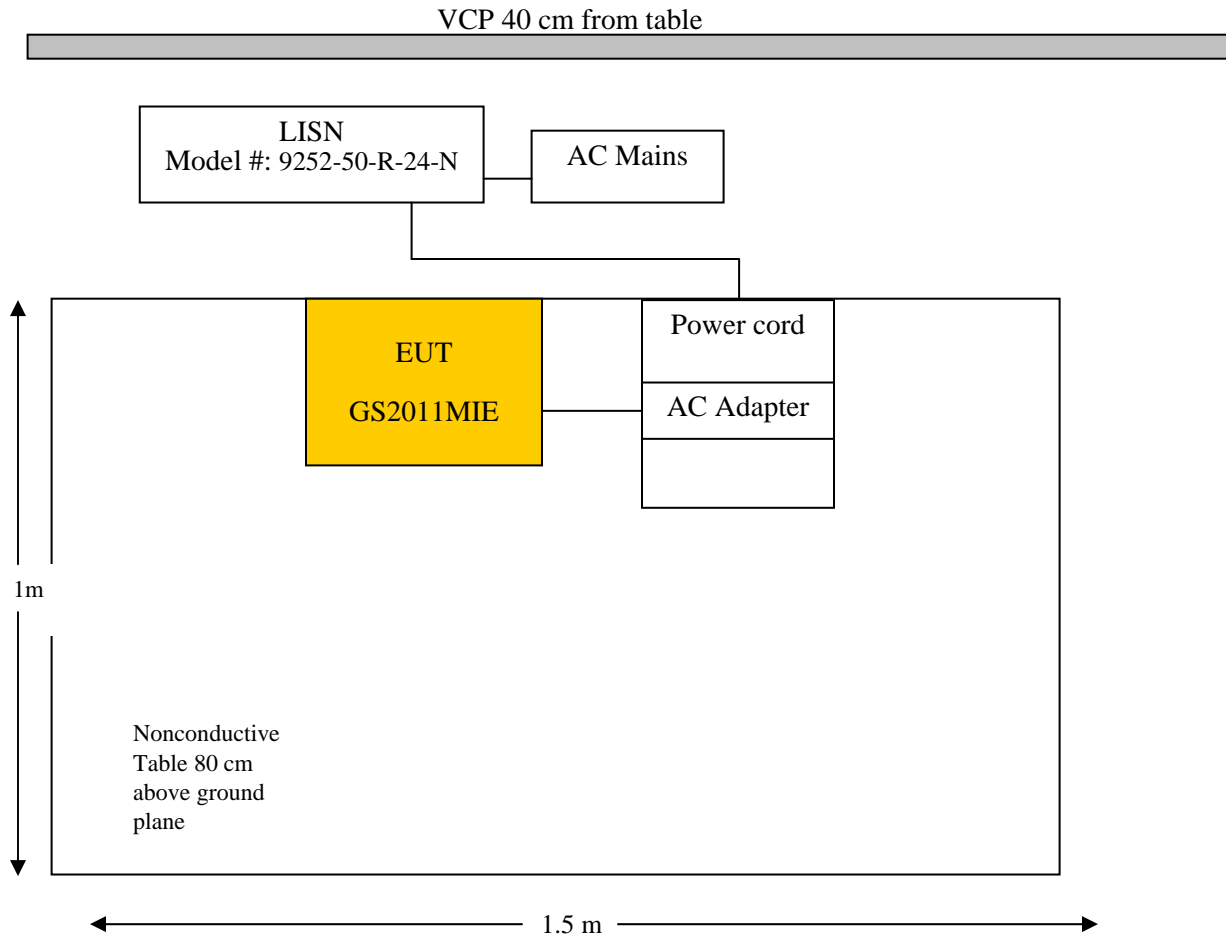 VCP 40 cm from table
LISN
Model #: 9252-50-R-24-N
AC Mains
Power cord
EUT
GS2011MIE
AC Adapter
1m
Nonconductive
Table 80 cm
above ground
plane
1.5 m